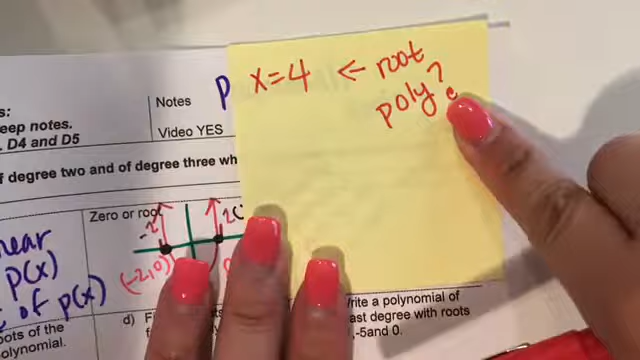 x=4 ← root
poly?
s:
eep notes.
. D4 and D5
Notes
Video YES
P
of degree two and of degree three wh
Zero or root
-2
2
(-2,0)
near
p(x)
of p(x)
oots of the
olynomial.
d) Fi
rite a polynomial of
ast degree with roots
,-5and 0.